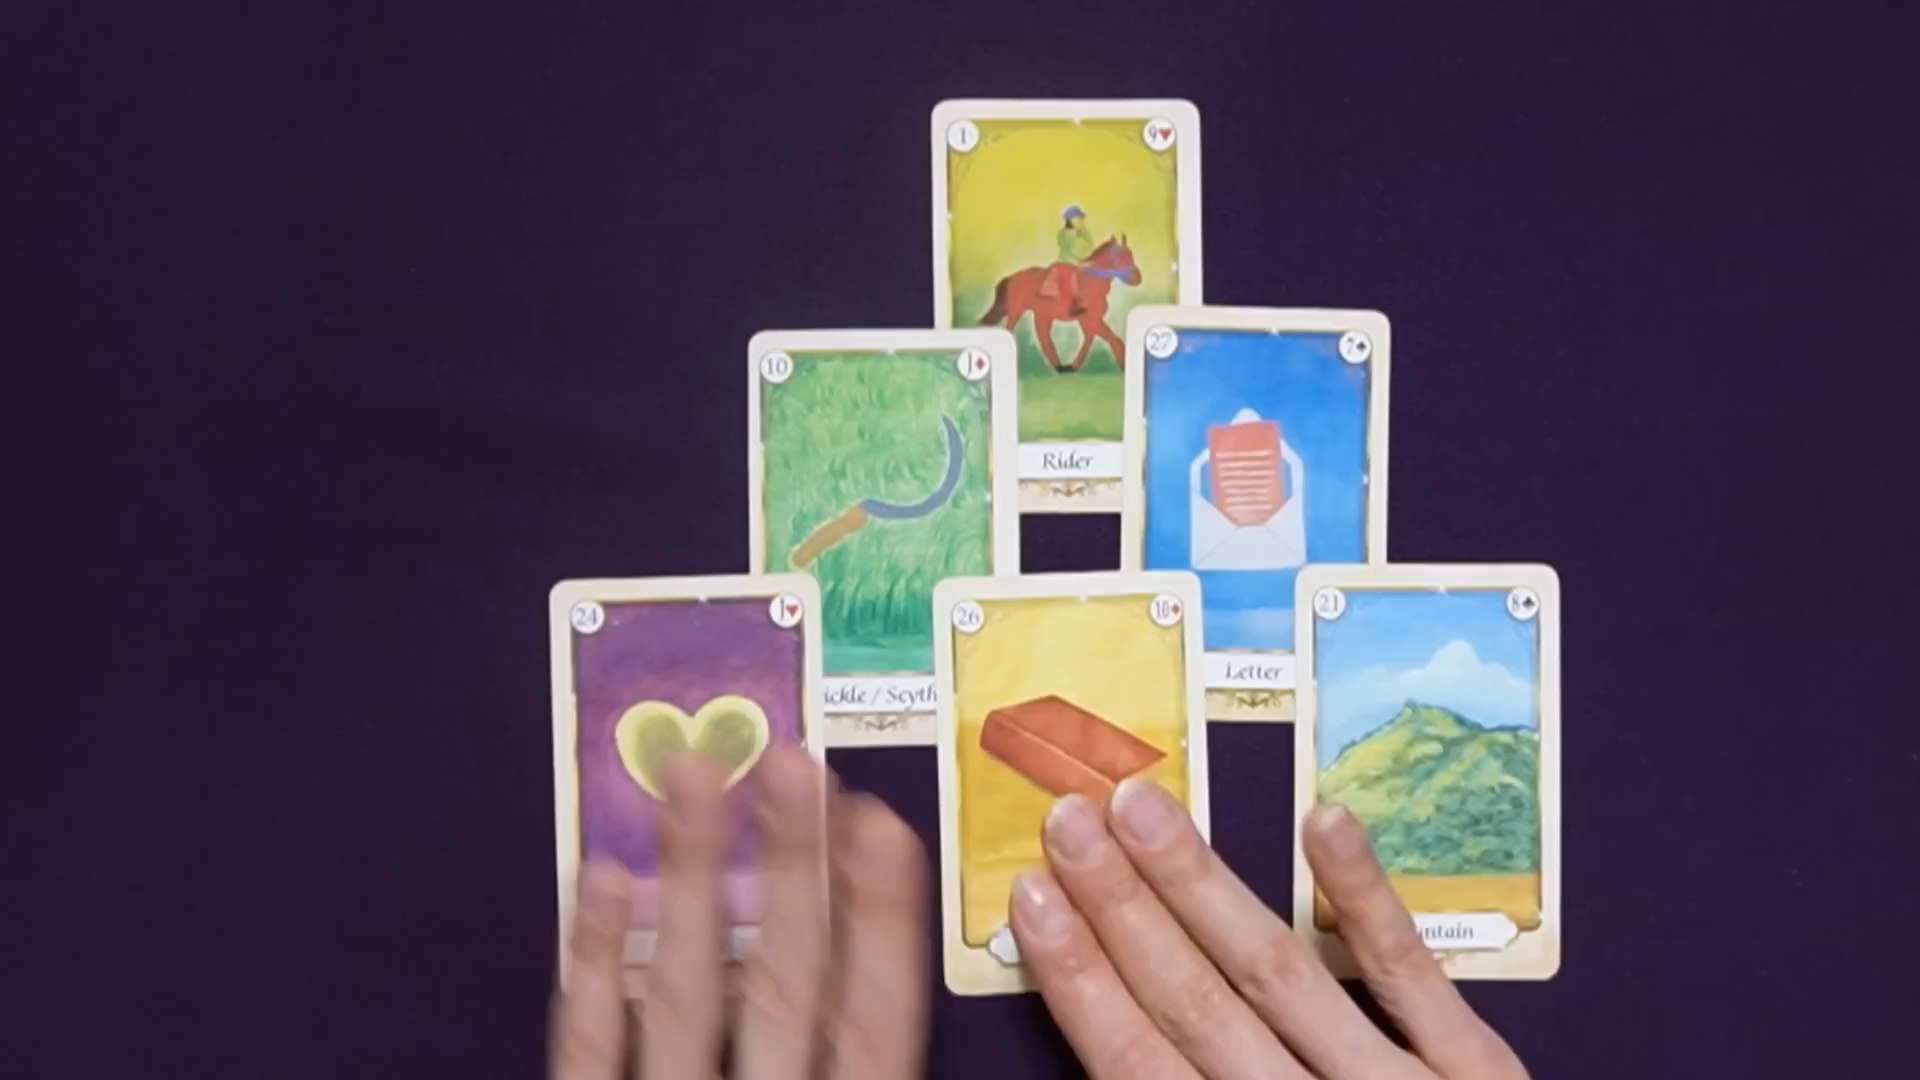 1 9♥
Rider
10 J♦
ickle / Scyth
27 7♠
Letter
24 J♥
26 10♦
21 8♣
ntain